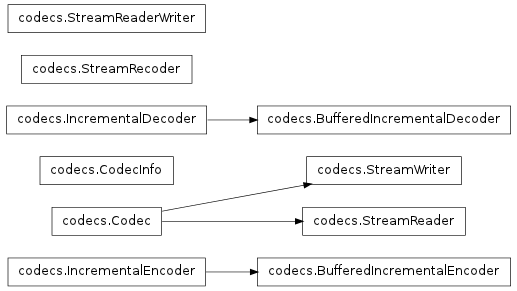 codecs.StreamReaderWriter
codecs.StreamRecoder
codecs.IncrementalDecoder
codecs.BufferedIncrementalDecoder
codecs.CodecInfo
codecs.StreamWriter
codecs.Codec
codecs.StreamReader
codecs.IncrementalEncoder
codecs.BufferedIncrementalEncoder